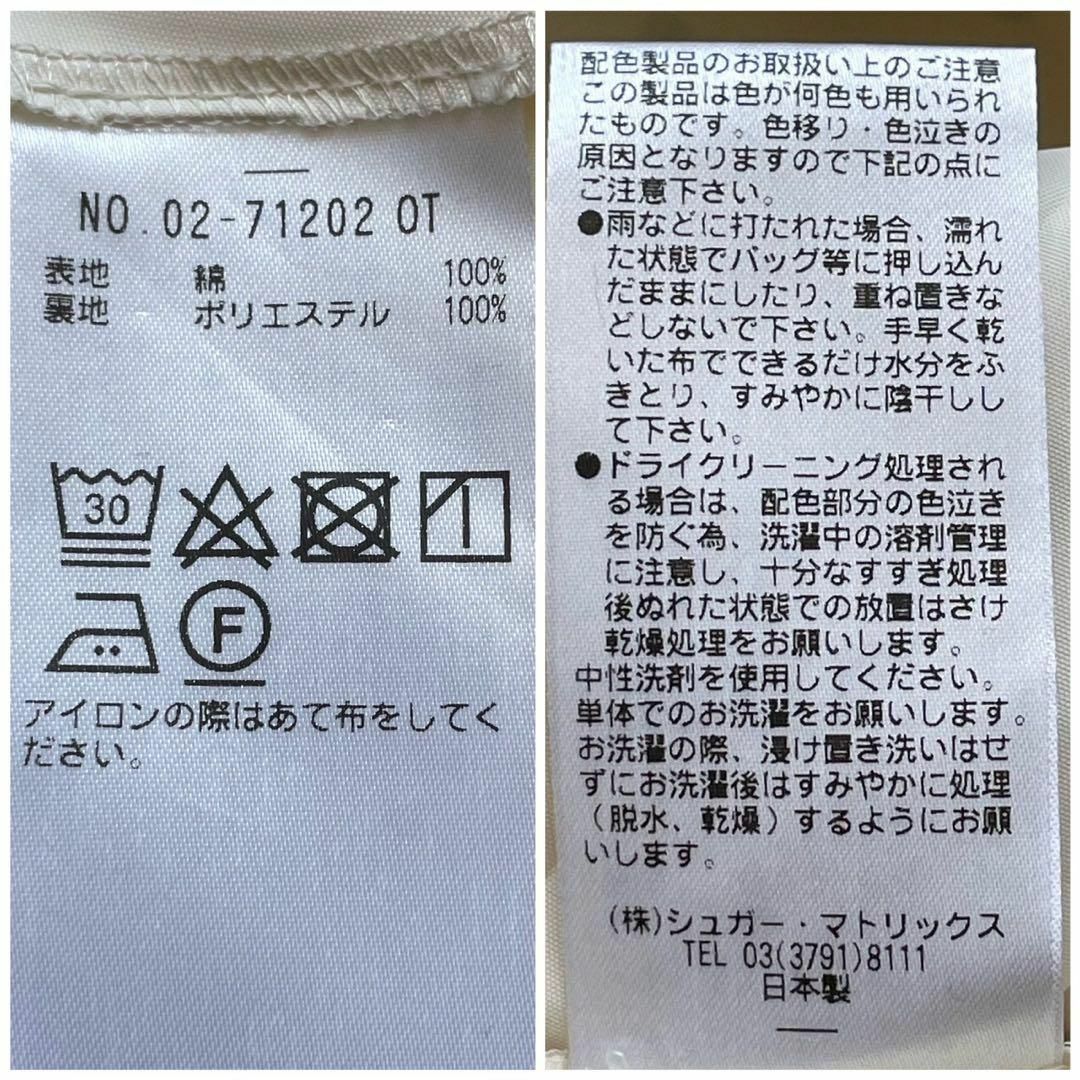 NO.02-71202 OT
表地 綿 100%
裏地 ポリエステル 100%
30
F
アイロンの際はあて布をしてく
ださい。
配色製品のお取扱い上のご注意
この製品は色が何色も用いられ
たものです。色移り・色泣きの
原因となりますので下記の点に
ご注意下さい。
●雨などに打たれた場合、濡れ
た状態でバッグ等に押し込ん
だままにしたり、重ね置きな
どしないで下さい。手早く乾
いた布でできるだけ水分をふ
きとり、すみやかに陰干しし
て下さい。
●ドライクリーニング処理され
る場合は、配色部分の色泣き
を防ぐ為、洗濯中の溶剤管理
に注意し、十分なすすぎ処理
後ぬれた状態での放置はさけ
乾燥処理をお願いします。
中性洗剤を使用してください。
単体でのお洗濯をお願いします。
お洗濯の際、浸け置き洗いはせ
ずにお洗濯後はすみやかに処理
（脱水、乾燥）するようにお願
いします。
(株)シュガー・マトリックス
TEL 03(3791)8111
日本製